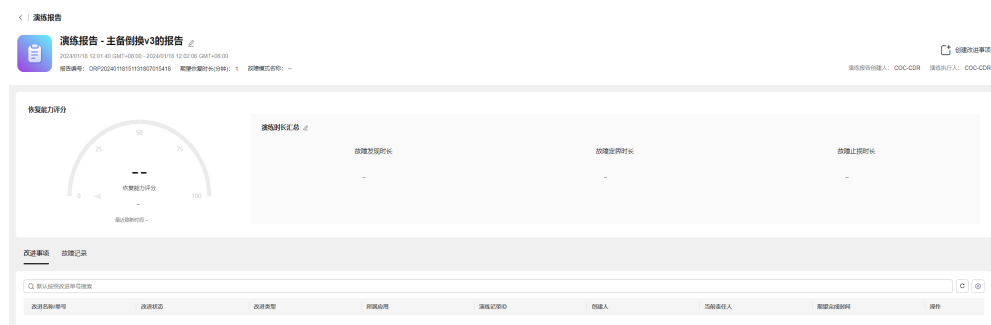 演练报告
演练报告 - 主备倒换v3的报告
2024/01/18 12:01:40 GMT+08:00 - 2024/01/18 12:02:06 GMT+08:00
创建改进事项
报告编号： DRP20240118151131807015418 期望恢复时长(分钟)： 1 故障模式名称： --
演练报告创建人： COC-CDR 演练执行人： COC-CDR
恢复能力评分
演练时长汇总
50
25
75
0
100
--
恢复能力评分
--
最近刷新时间 --
故障发现时长
故障定界时长
故障止损时长
--
--
--
改进事项 故障记录
默认按照改进单号搜索
改进名称/单号 改进状态 改进类型 所属应用 演练记录ID 创建人 当前责任人 期望完成时间 操作